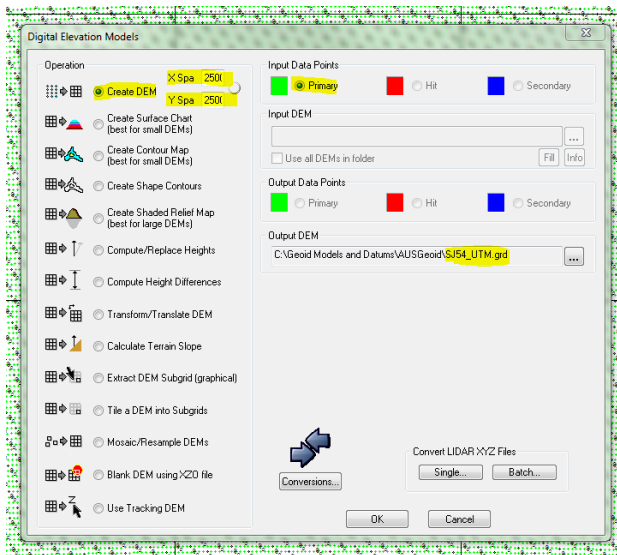 Digital Elevation Models
Operation
Create DEM
X Spa 250(
Y Spa 250(
Create Surface Chart
(best for small DEMs)
Create Contour Map
(best for small DEMs)
Create Shape Contours
Create Shaded Relief Map
(best for large DEMs)
Compute/Replace Heights
Compute Height Differences
Transform/Translate DEM
Calculate Terrain Slope
Extract DEM Subgrid (graphical)
Tile a DEM into Subgrids
Mosaic/Resample DEMs
Blank DEM using XZO file
Z
Use Tracking DEM
Input Data Points
Primary Hit Secondary
Input DEM
...
Use all DEMs in folder Fill Info
Output Data Points
Primary Hit Secondary
Output DEM
C:\Geoid Models and Datums\AUSGeoid\SJ54_UTM.grd ...
Conversions...
Convert LIDAR XYZ Files
Single... Batch...
OK Cancel